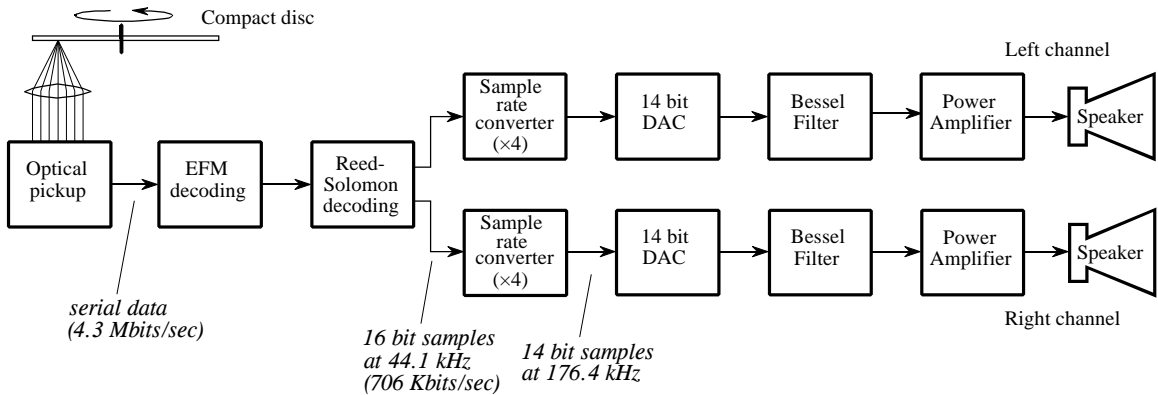 Compact disc
Optical
pickup
EFM
decoding
Reed-
Solomon
decoding
serial data
(4.3 Mbits/sec)
16 bit samples
at 44.1 kHz
(706 Kbits/sec)
14 bit samples
at 176.4 kHz
Left channel
Sample
rate
converter
(×4)
14 bit
DAC
Bessel
Filter
Power
Amplifier
Speaker
Sample
rate
converter
(×4)
14 bit
DAC
Bessel
Filter
Power
Amplifier
Speaker
Right channel